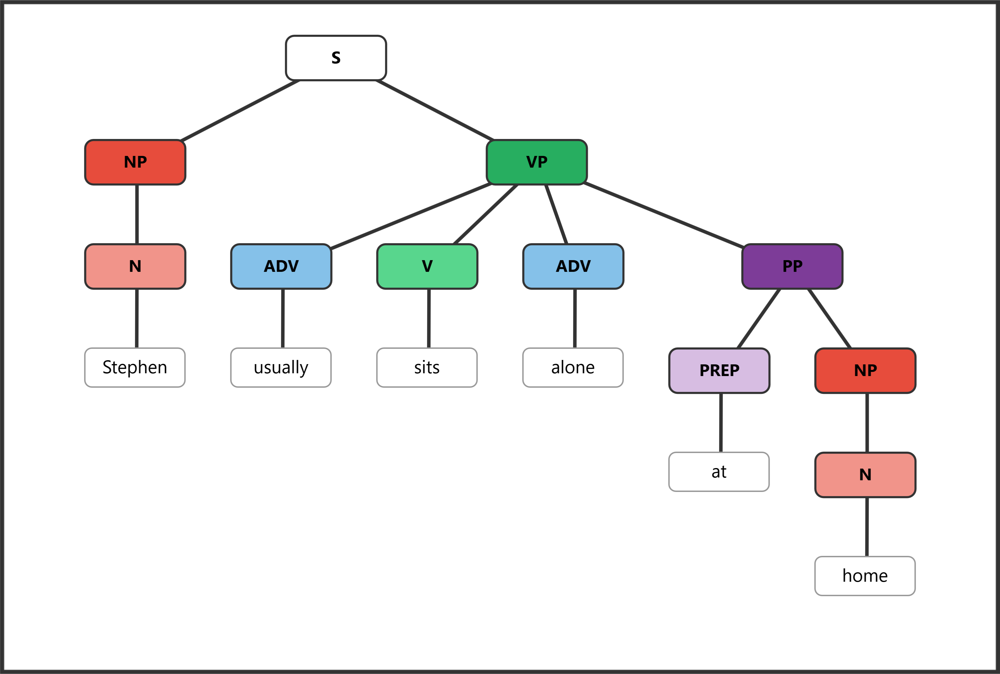 S
NP VP
N ADV V ADV PP
Stephen usually sits alone PREP NP
at N
home